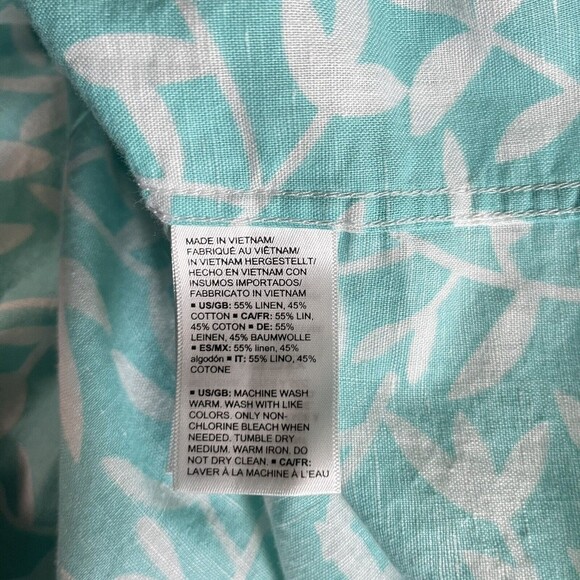 MADE IN VIETNAM/
FABRIQUÉ AU VIÊTNAM/
IN VIETNAM HERGESTELLT/
HECHO EN VIETNAM CON
INSUMOS IMPORTADOS/
FABBRICATO IN VIETNAM
▪ US/GB: 55% LINEN, 45%
COTTON ▪ CA/FR: 55% LIN,
45% COTON ▪ DE: 55%
LEINEN, 45% BAUMWOLLE
▪ ES/MX: 55% linen, 45%
algodón ▪ IT: 55% LINO, 45%
COTONE
▪ US/GB: MACHINE WASH
WARM. WASH WITH LIKE
COLORS. ONLY NON-
CHLORINE BLEACH WHEN
NEEDED. TUMBLE DRY
MEDIUM. WARM IRON. DO
NOT DRY CLEAN. ▪ CA/FR:
LAVER À LA MACHINE À L'EAU